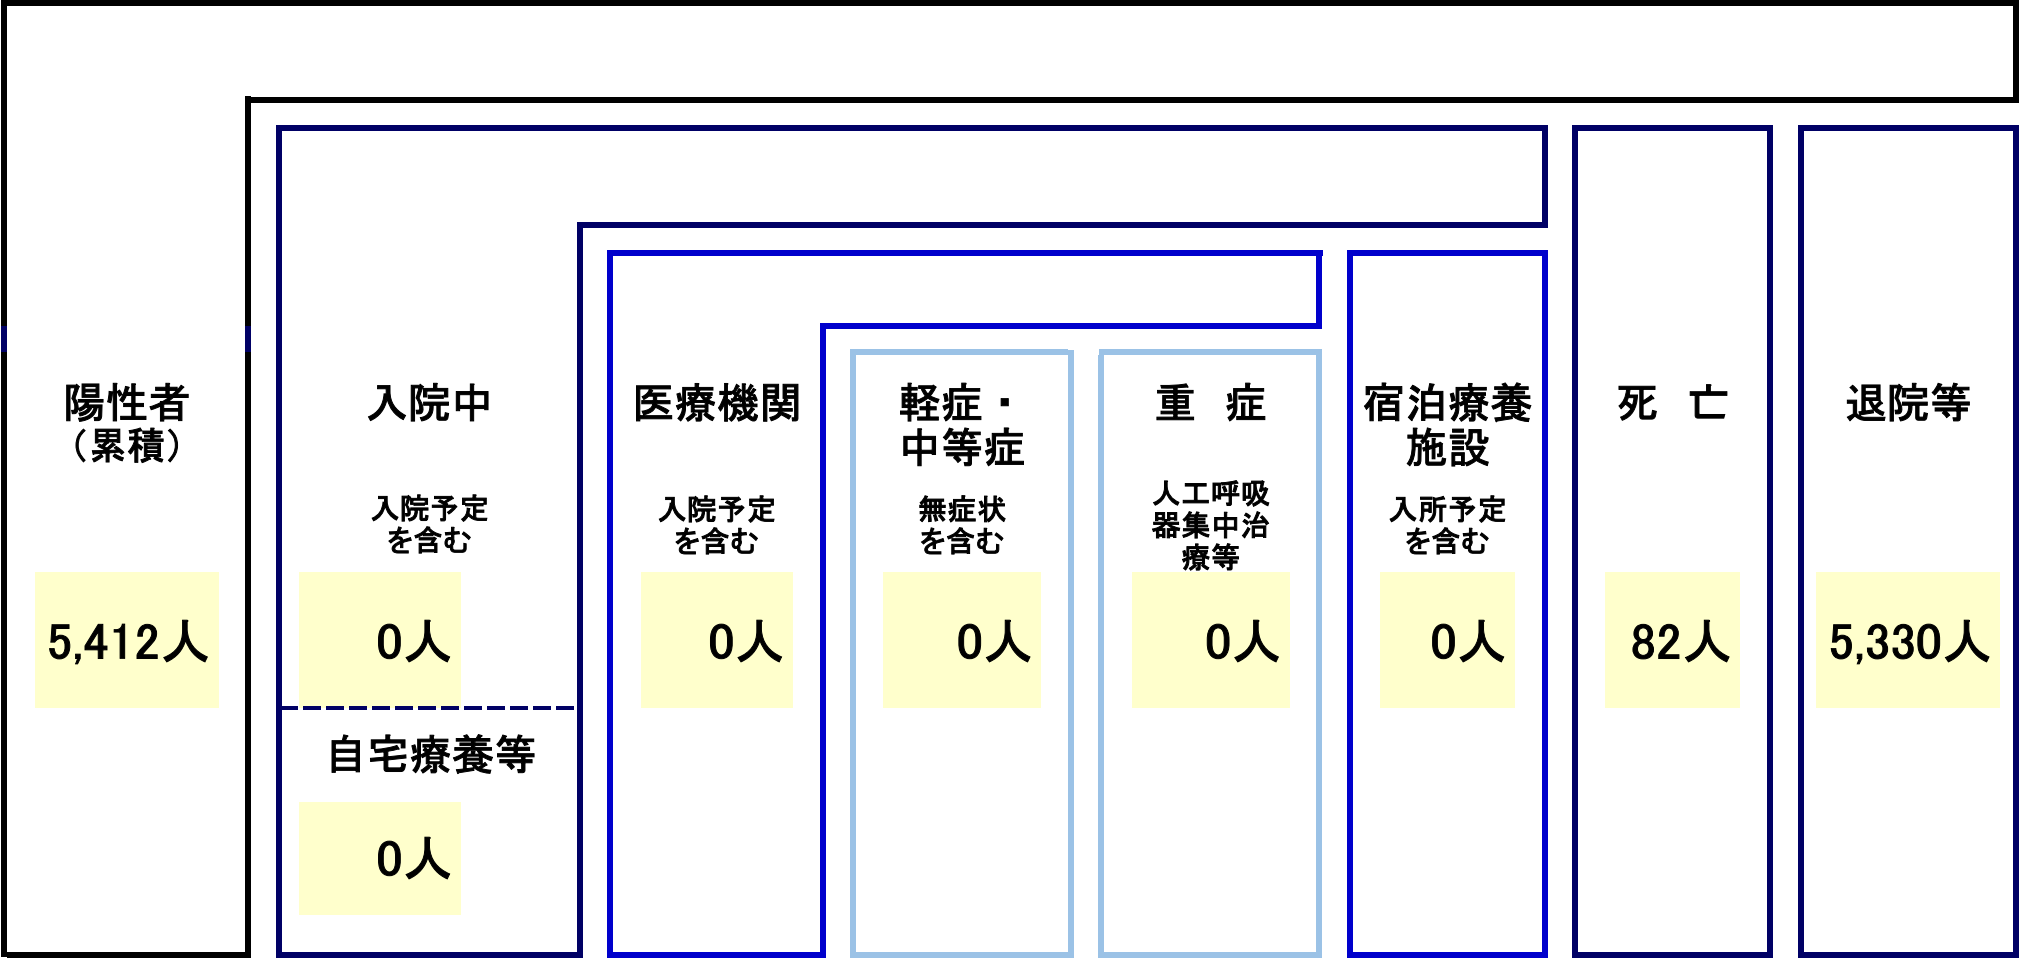 陽性者
（累積）
5,412人
入院中
入院予定
を含む
0人
自宅療養等
0人
医療機関
入院予定
を含む
0人
軽症・
中等症
無症状
を含む
0人
重　症
人工呼吸
器集中治
療等
0人
宿泊療養
施設
入所予定
を含む
0人
死　亡
82人
退院等
5,330人